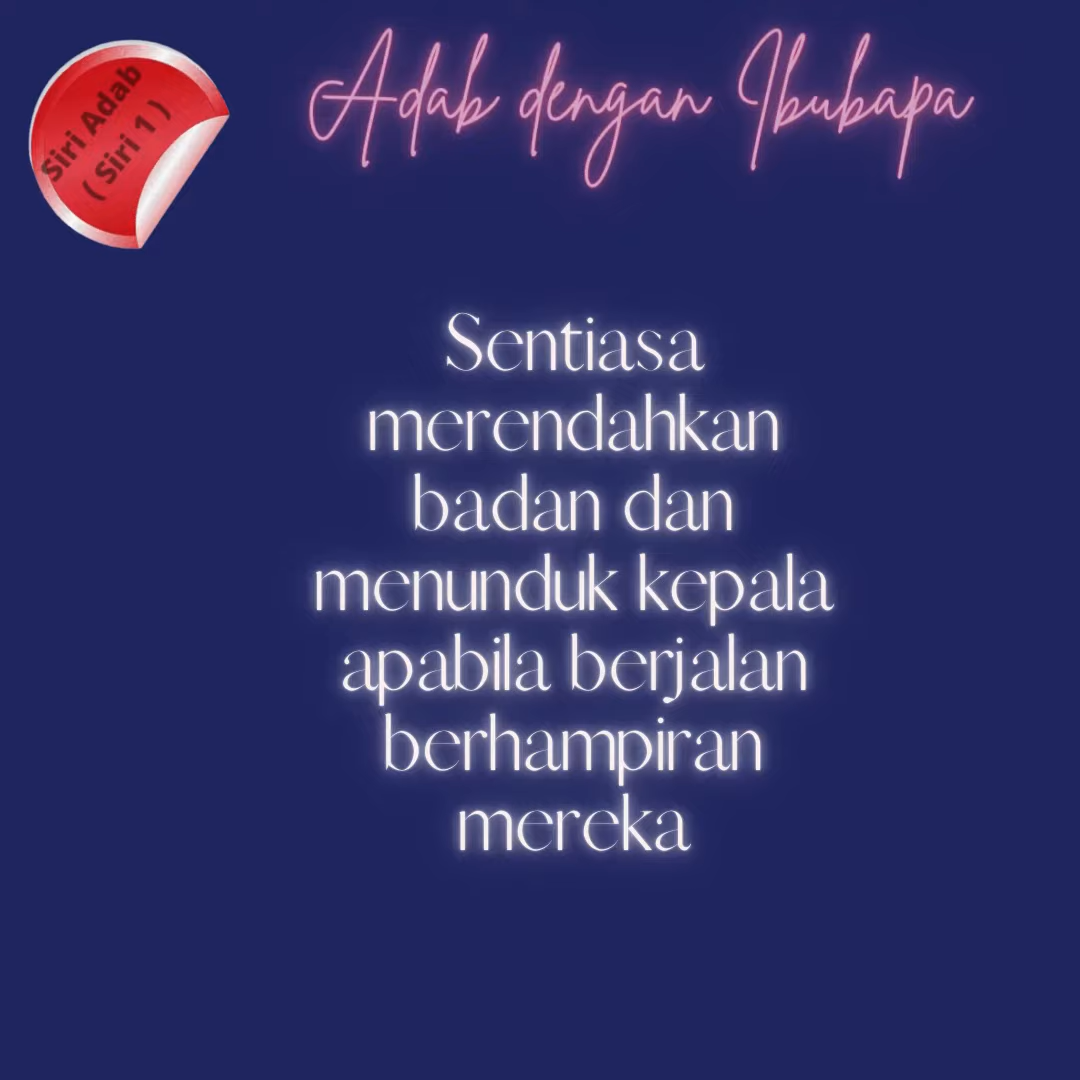 Siri Adab
( Siri 1 )
Adab dengan Ibubapa
Sentiasa
merendahkan
badan dan
menunduk kepala
apabila berjalan
berhampiran
mereka